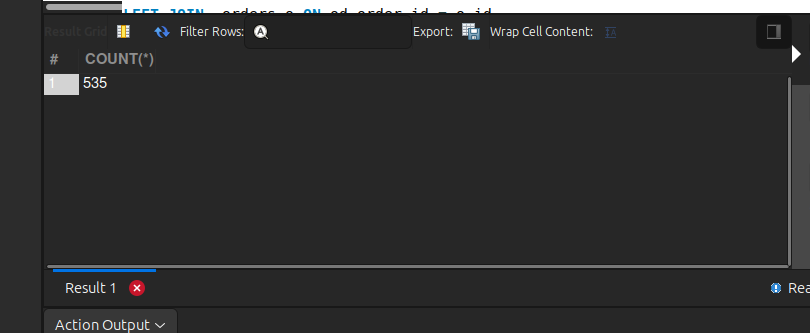 LEFT JOIN orders o ON od.order_id = o.id
Result Grid Filter Rows: Export: Wrap Cell Content:
# COUNT(*)
1 535
Result 1
Rea
Action Output